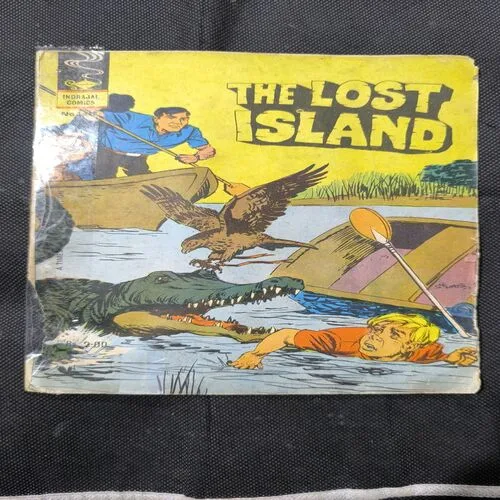 INDRAJAL
COMICS
THE LOST
ISLAND